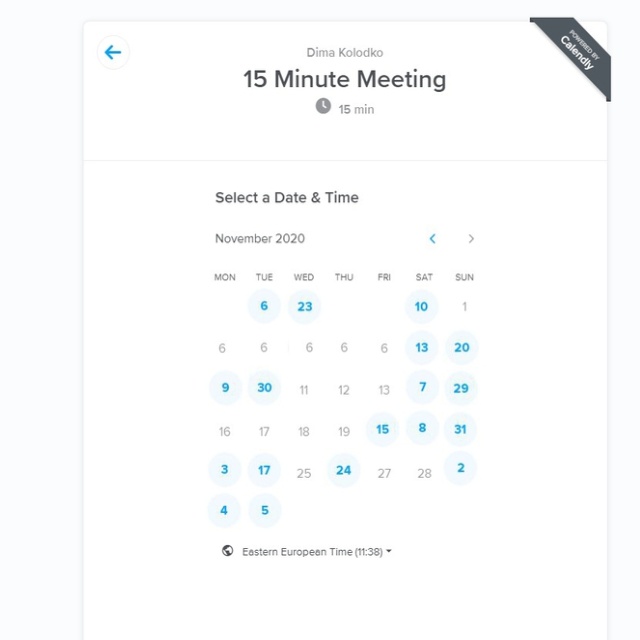 Dima Kolodko
POWERED BY
Calendly
15 Minute Meeting
15 min
Select a Date & Time
November 2020
MON TUE WED THU FRI SAT SUN
6 23 10 1
6 6 6 6 6 13 20
9 30 11 12 13 7 29
16 17 18 19 15 8 31
3 17 25 24 27 28 2
4 5
Eastern European Time (11:38)